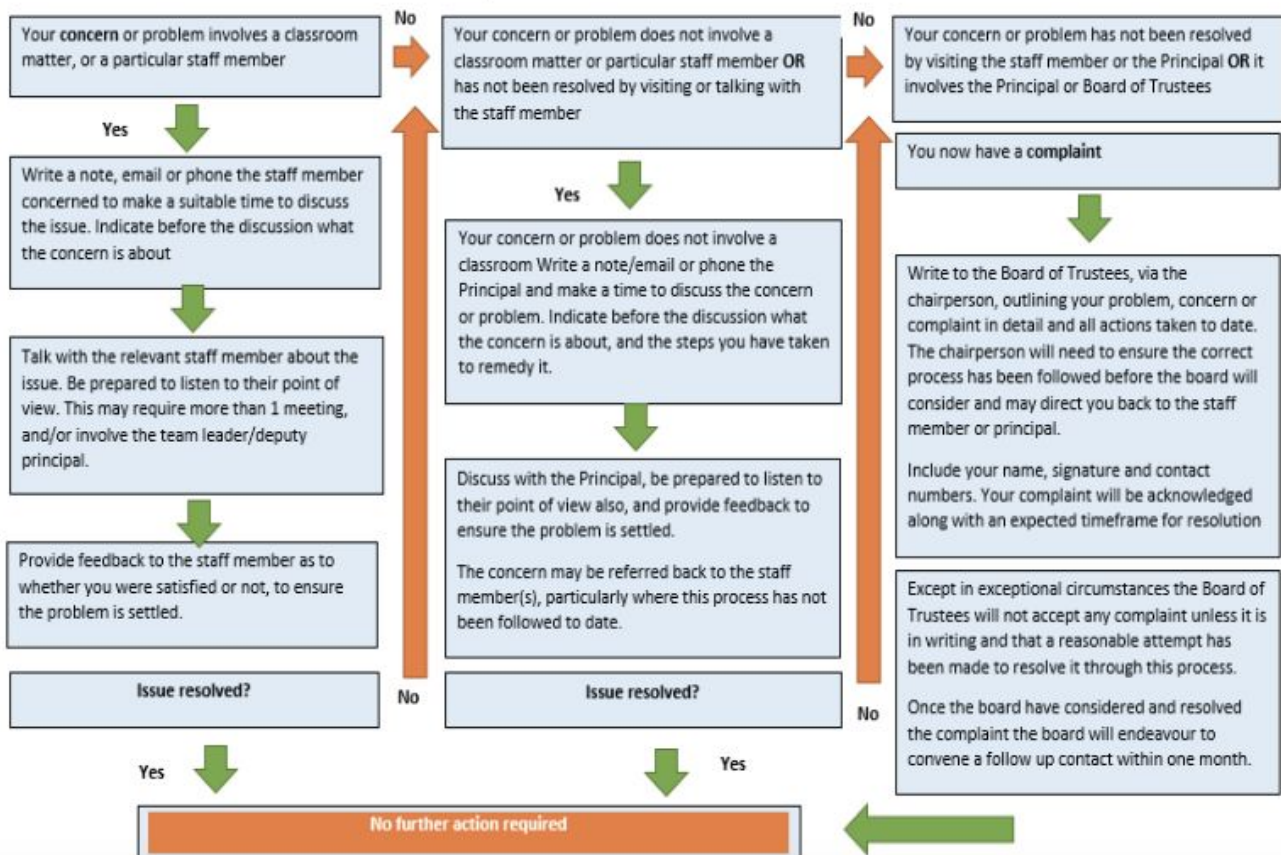 No
No
Your concern or problem involves a classroom
matter, or a particular staff member
Yes
Write a note, email or phone the staff member
concerned to make a suitable time to discuss
the issue. Indicate before the discussion what
the concern is about
Talk with the relevant staff member about the
issue. Be prepared to listen to their point of
view. This may require more than 1 meeting,
and/or involve the team leader/deputy
principal.
Provide feedback to the staff member as to
whether you were satisfied or not, to ensure
the problem is settled.
Issue resolved?
No
Yes
Your concern or problem does not involve a
classroom matter or particular staff member OR
has not been resolved by visiting or talking with
the staff member
Yes
Your concern or problem does not involve a
classroom Write a note/email or phone the
Principal and make a time to discuss the concern
or problem. Indicate before the discussion what
the concern is about, and the steps you have taken
to remedy it.
Discuss with the Principal, be prepared to listen to
their point of view also, and provide feedback to
ensure the problem is settled.
The concern may be referred back to the staff
member(s), particularly where this process has not
been followed to date.
Issue resolved?
No
Yes
Your concern or problem has not been resolved
by visiting the staff member or the Principal OR it
involves the Principal or Board of Trustees
You now have a complaint
Write to the Board of Trustees, via the
chairperson, outlining your problem, concern or
complaint in detail and all actions taken to date.
The chairperson will need to ensure the correct
process has been followed before the board will
consider and may direct you back to the staff
member or principal.
Include your name, signature and contact
numbers. Your complaint will be acknowledged
along with an expected timeframe for resolution
Except in exceptional circumstances the Board of
Trustees will not accept any complaint unless it is
in writing and that a reasonable attempt has
been made to resolve it through this process.
Once the board have considered and resolved
the complaint the board will endeavour to
convene a follow up contact within one month.
No further action required